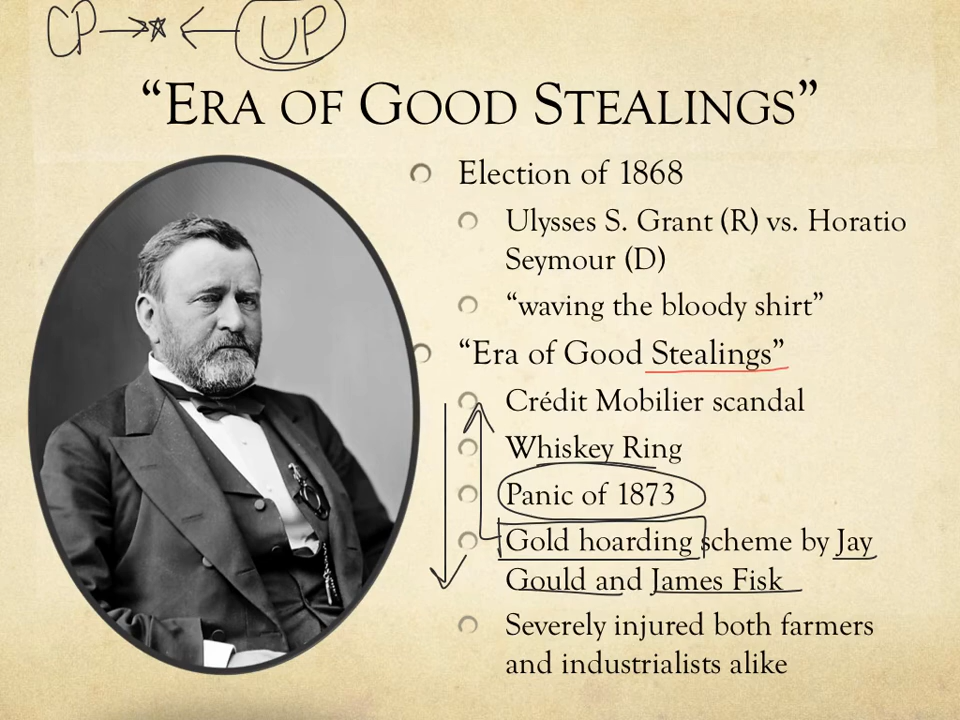 CP →☆← UP
“ERA OF GOOD STEALINGS”
Election of 1868
Ulysses S. Grant (R) vs. Horatio
Seymour (D)
“waving the bloody shirt”
“Era of Good Stealings”
Crédit Mobilier scandal
Whiskey Ring
Panic of 1873
Gold hoarding scheme by Jay
Gould and James Fisk
Severely injured both farmers
and industrialists alike